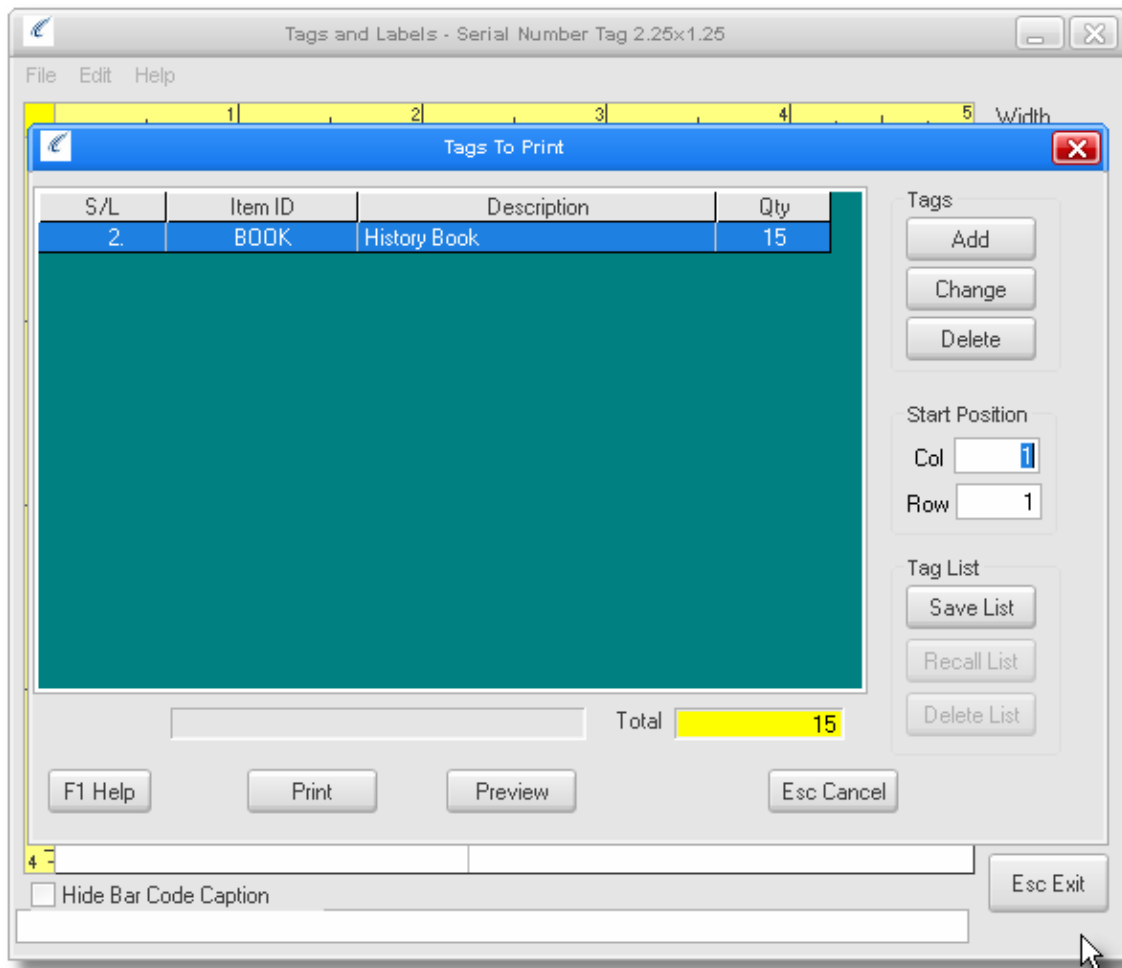 Tags and Labels - Serial Number Tag 2.25x1.25
File Edit Help
1 2 3 4 5 Width
Tags To Print
S/L Item ID Description Qty
2. BOOK History Book 15
Tags
Add
Change
Delete
Start Position
Col 1
Row 1
Tag List
Save List
Recall List
Delete List
Total 15
F1 Help Print Preview Esc Cancel
4
Hide Bar Code Caption
Esc Exit